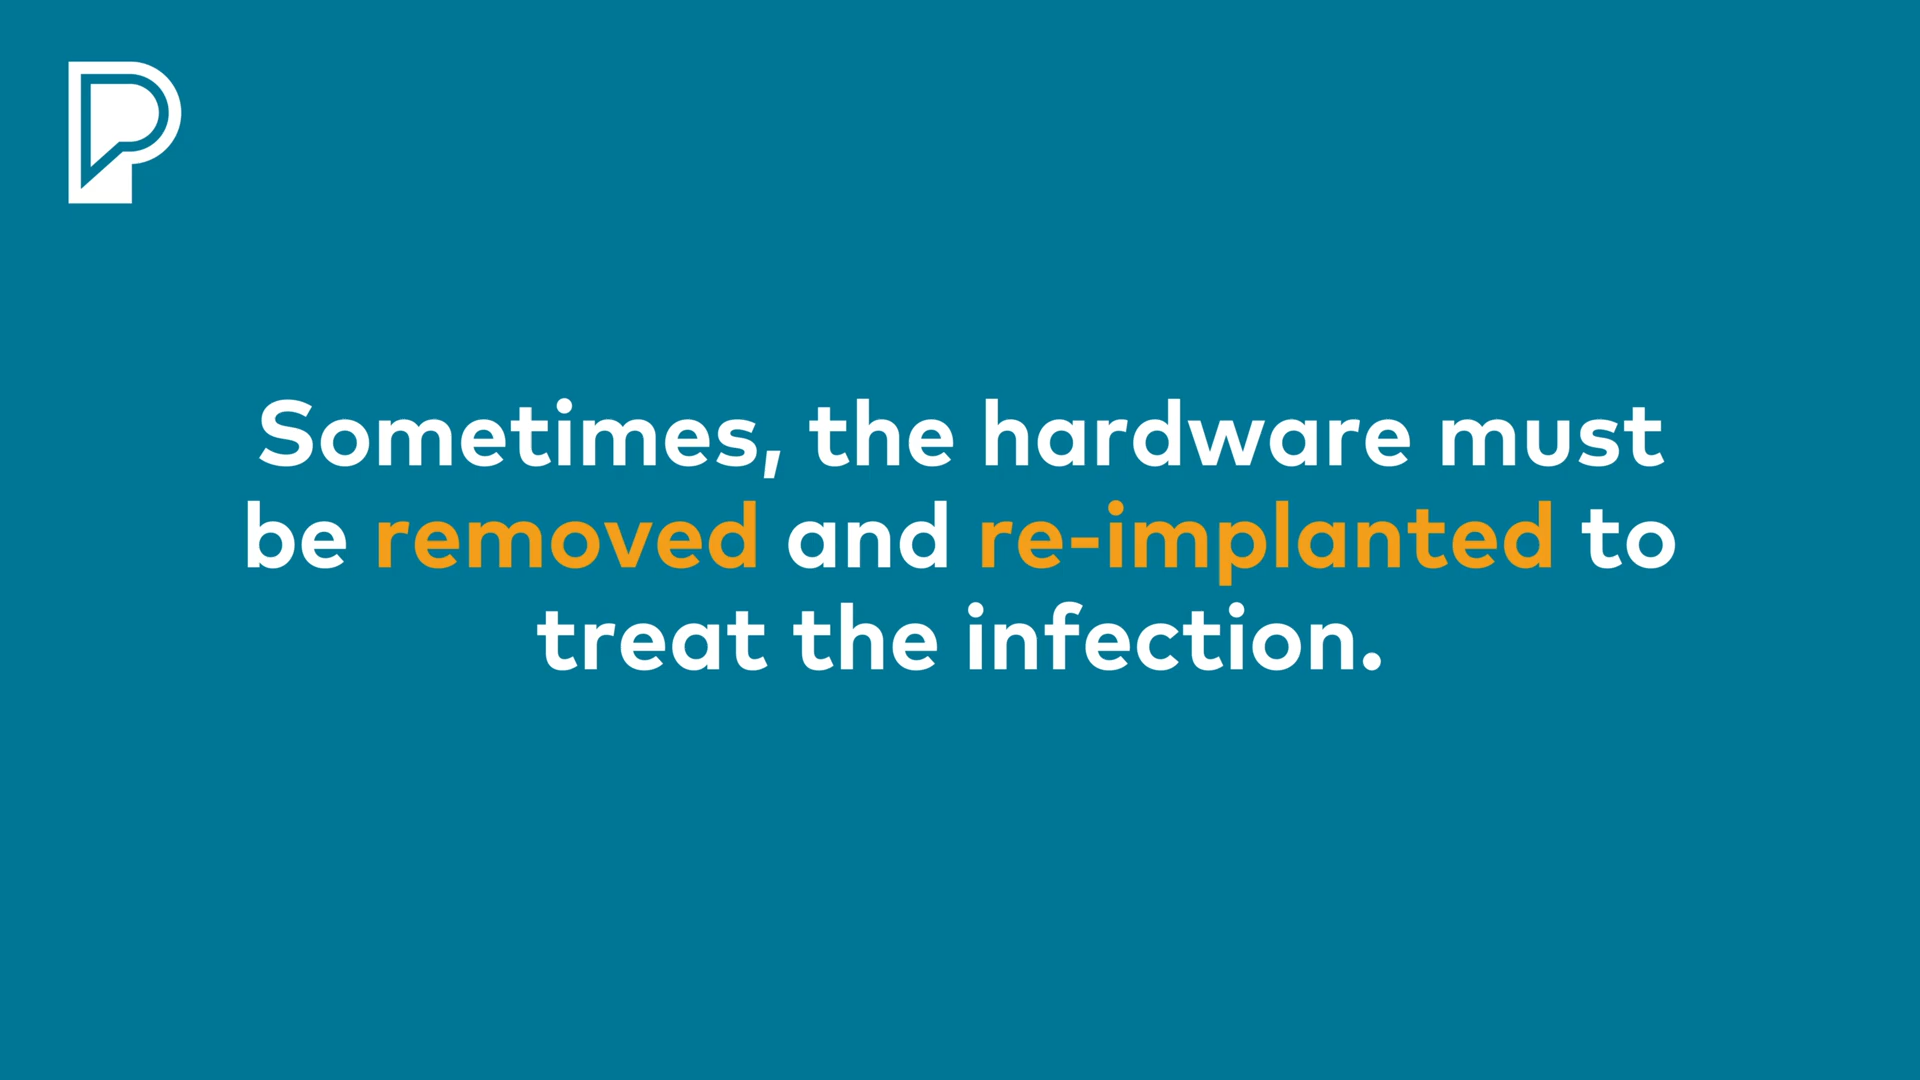 Sometimes, the hardware must
be removed and re-implanted to
treat the infection.